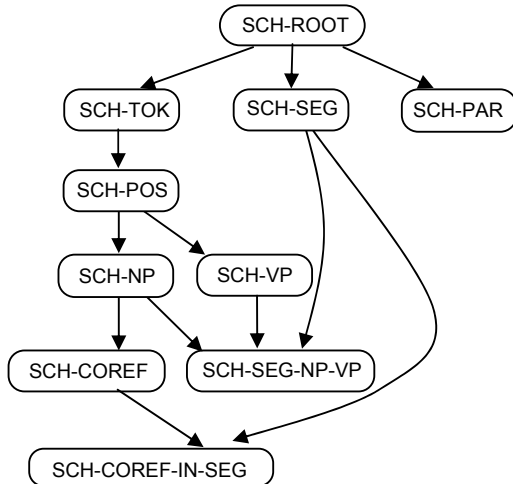 SCH-ROOT
SCH-TOK
SCH-SEG
SCH-PAR
SCH-POS
SCH-NP
SCH-VP
SCH-COREF
SCH-SEG-NP-VP
SCH-COREF-IN-SEG